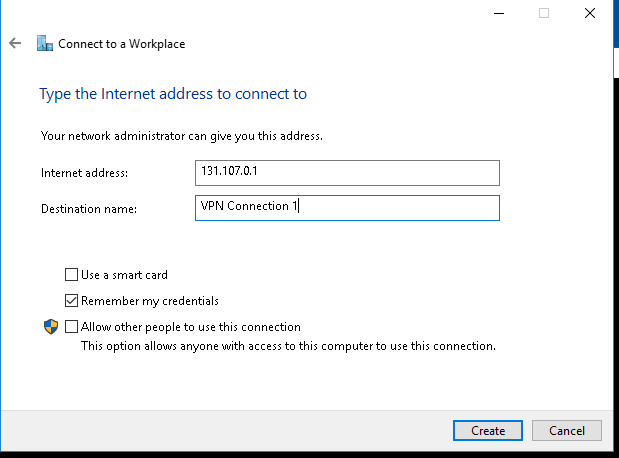 Connect to a Workplace
Type the Internet address to connect to
Your network administrator can give you this address.
Internet address:
131.107.0.1
Destination name:
VPN Connection 1
Use a smart card
Remember my credentials
Allow other people to use this connection
This option allows anyone with access to this computer to use this connection.
Create
Cancel